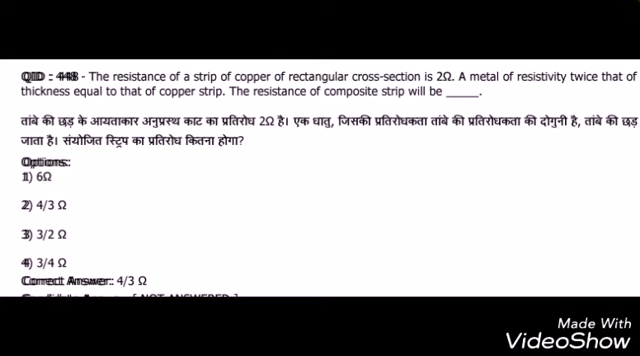 QID : 448 - The resistance of a strip of copper of rectangular cross-section is 2Ω. A metal of resistivity twice that of
thickness equal to that of copper strip. The resistance of composite strip will be _____.
तांबे की छड़ के आयताकार अनुप्रस्थ काट का प्रतिरोध 2Ω है। एक धातु, जिसकी प्रतिरोधकता तांबे की प्रतिरोधकता की दोगुनी है, तांबे की छड़
जाता है। संयोजित स्ट्रिप का प्रतिरोध कितना होगा?
Options:
1) 6Ω
2) 4/3 Ω
3) 3/2 Ω
4) 3/4 Ω
Correct Answer: 4/3 Ω
Made With
VideoShow